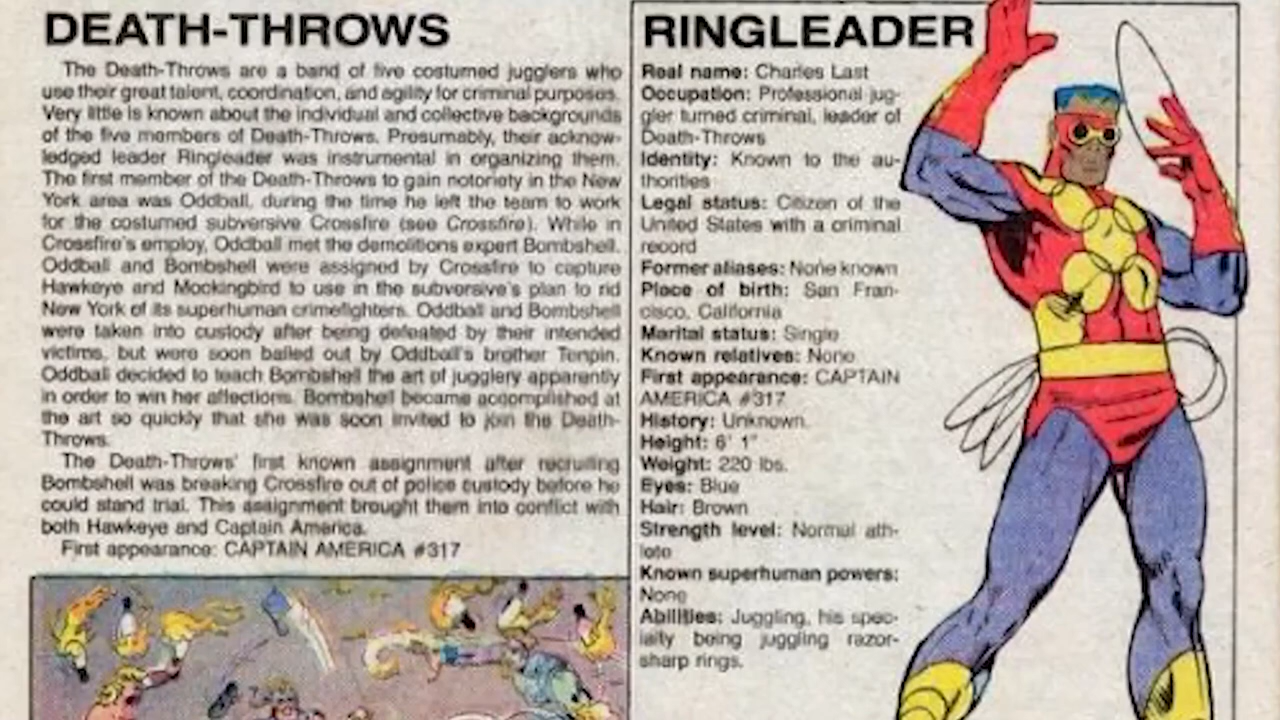 DEATH-THROWS
The Death-Throws are a band of five costumed jugglers who
use their great talent, coordination, and agility for criminal purposes.
Very little is known about the individual and collective backgrounds
of the five members of Death-Throws. Presumably, their acknow-
ledged leader Ringleader was instrumental in organizing them.
The first member of the Death-Throws to gain notoriety in the New
York area was Oddball, during the time he left the team to work
for the costumed subversive Crossfire (see Crossfire). While in
Crossfire's employ, Oddball met the demolitions expert Bombshell.
Oddball and Bombshell were assigned by Crossfire to capture
Hawkeye and Mockingbird to use in the subversive's plan to rid
New York of its superhuman crimefighters. Oddball and Bombshell
were taken into custody after being defeated by their intended
victims, but were soon bailed out by Oddball's brother Tenpin.
Oddball decided to teach Bombshell the art of jugglery apparently
in order to win her affections. Bombshell became accomplished at
the art so quickly that she was soon invited to join the Death-
Throws.
The Death-Throws' first known assignment after recruiting
Bombshell was breaking Crossfire out of police custody before he
could stand trial. This assignment brought them into conflict with
both Hawkeye and Captain America.
First appearance: CAPTAIN AMERICA #317
RINGLEADER
Real name: Charles Last
Occupation: Professional jug-
gler turned criminal, leader of
Death-Throws
Identity: Known to the au-
thorities
Legal status: Citizen of the
United States with a criminal
record
Former aliases: None known
Place of birth: San Fran-
cisco, California
Marital status: Single
Known relatives: None
First appearance: CAPTAIN
AMERICA #317
History: Unknown.
Height: 6' 1"
Weight: 220 lbs.
Eyes: Blue
Hair: Brown
Strength level: Normal ath-
lete
Known superhuman powers:
None
Abilities: Juggling, his spec-
ialty being juggling razor-
sharp rings.